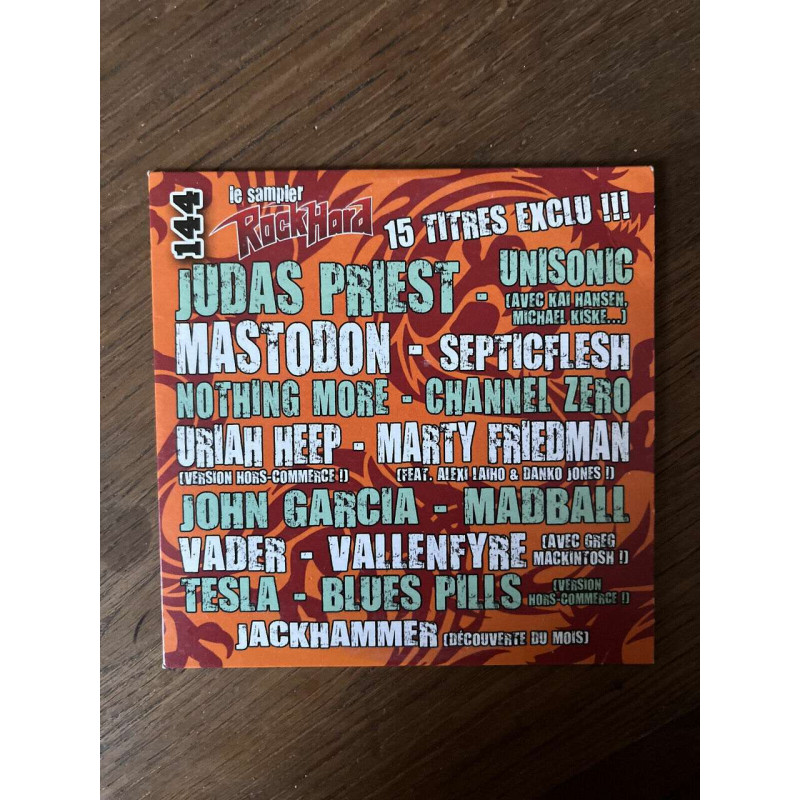 144
le sampler
RockHard
15 TITRES EXCLU !!!
JUDAS PRIEST - UNISONIC
(AVEC KAI HANSEN,
MICHAEL KISKE...)
MASTODON - SEPTICFLESH
NOTHING MORE - CHANNEL ZERO
URIAH HEEP - MARTY FRIEDMAN
(VERSION HORS-COMMERCE !) (FEAT. ALEXI LAIHO & DANKO JONES !)
JOHN GARCIA - MADBALL
VADER - VALLENFYRE (AVEC GREG
MACKINTOSH !)
TESLA - BLUES PILLS (VERSION
HORS-COMMERCE !)
JACKHAMMER (DÉCOUVERTE DU MOIS)